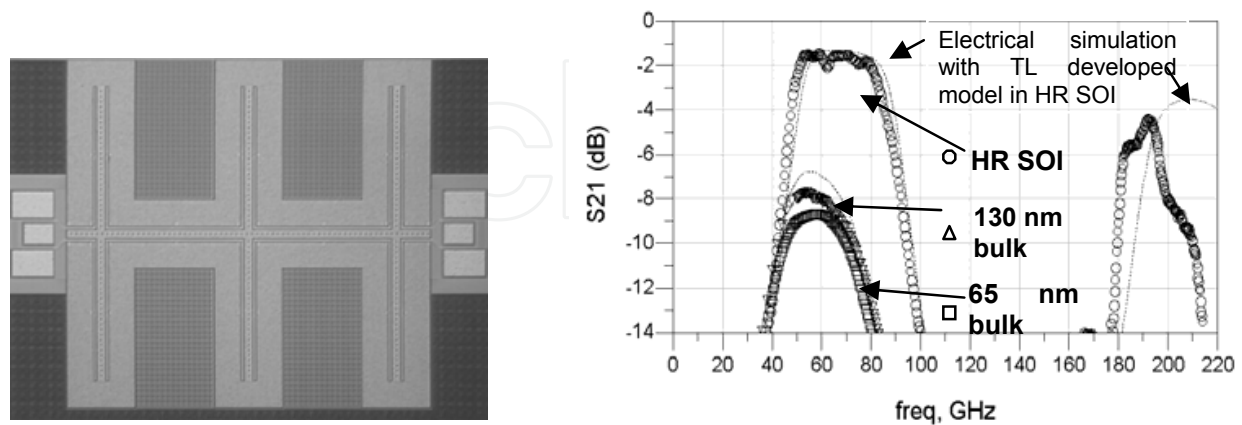 0
-2
-4
-6
-8
-10
-12
-14
S21 (dB)
Electrical simulation
with TL developed
model in HR SOI
HR SOI
130 nm
bulk
65 nm
bulk
0 20 40 60 80 100 120 140 160 180 200 220
freq, GHz